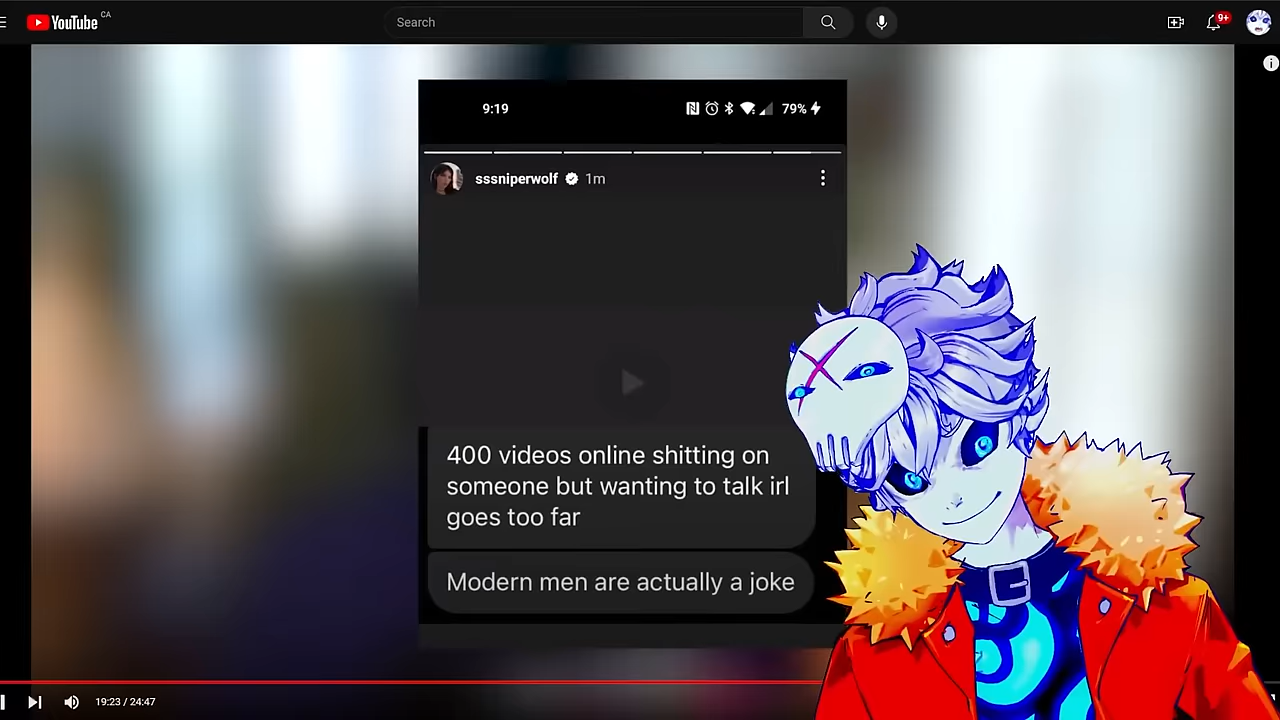 YouTube CA
Search
9+
9:19
79%
sssniperwolf 1m
400 videos online shitting on
someone but wanting to talk irl
goes too far
Modern men are actually a joke
19:23 / 24:47